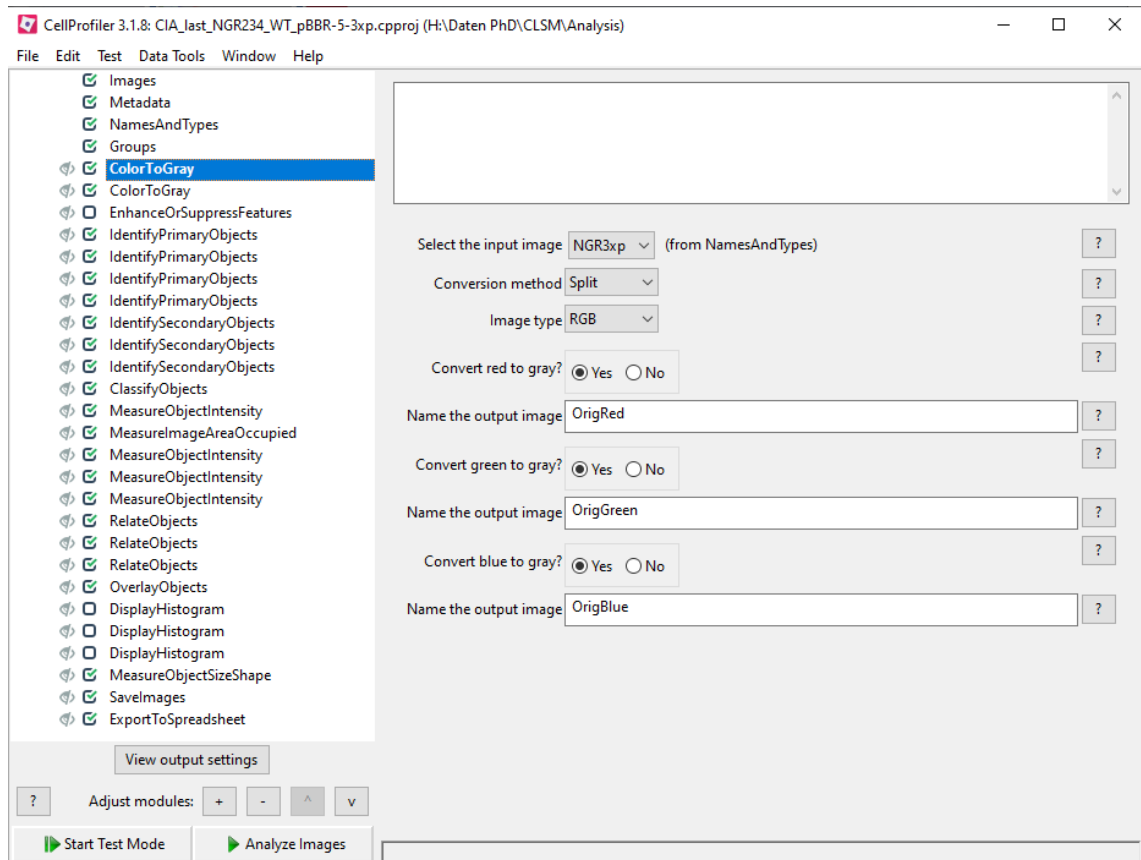 CellProfiler 3.1.8: CIA_last_NGR234_WT_pBBR-5-3xp.cpproj (H:\Daten PhD\CLSM\Analysis)
File Edit Test Data Tools Window Help
Images
Metadata
NamesAndTypes
Groups
ColorToGray
ColorToGray
EnhanceOrSuppressFeatures
IdentifyPrimaryObjects
IdentifyPrimaryObjects
IdentifyPrimaryObjects
IdentifyPrimaryObjects
IdentifySecondaryObjects
IdentifySecondaryObjects
IdentifySecondaryObjects
ClassifyObjects
MeasureObjectIntensity
MeasureImageAreaOccupied
MeasureObjectIntensity
MeasureObjectIntensity
MeasureObjectIntensity
RelateObjects
RelateObjects
RelateObjects
OverlayObjects
DisplayHistogram
DisplayHistogram
DisplayHistogram
MeasureObjectSizeShape
SaveImages
ExportToSpreadsheet
View output settings
? Adjust modules: + - ^ v
Start Test Mode Analyze Images
Select the input image NGR3xp (from NamesAndTypes) ?
Conversion method Split ?
Image type RGB ?
Convert red to gray? Yes No ?
Name the output image OrigRed ?
Convert green to gray? Yes No ?
Name the output image OrigGreen ?
Convert blue to gray? Yes No ?
Name the output image OrigBlue ?